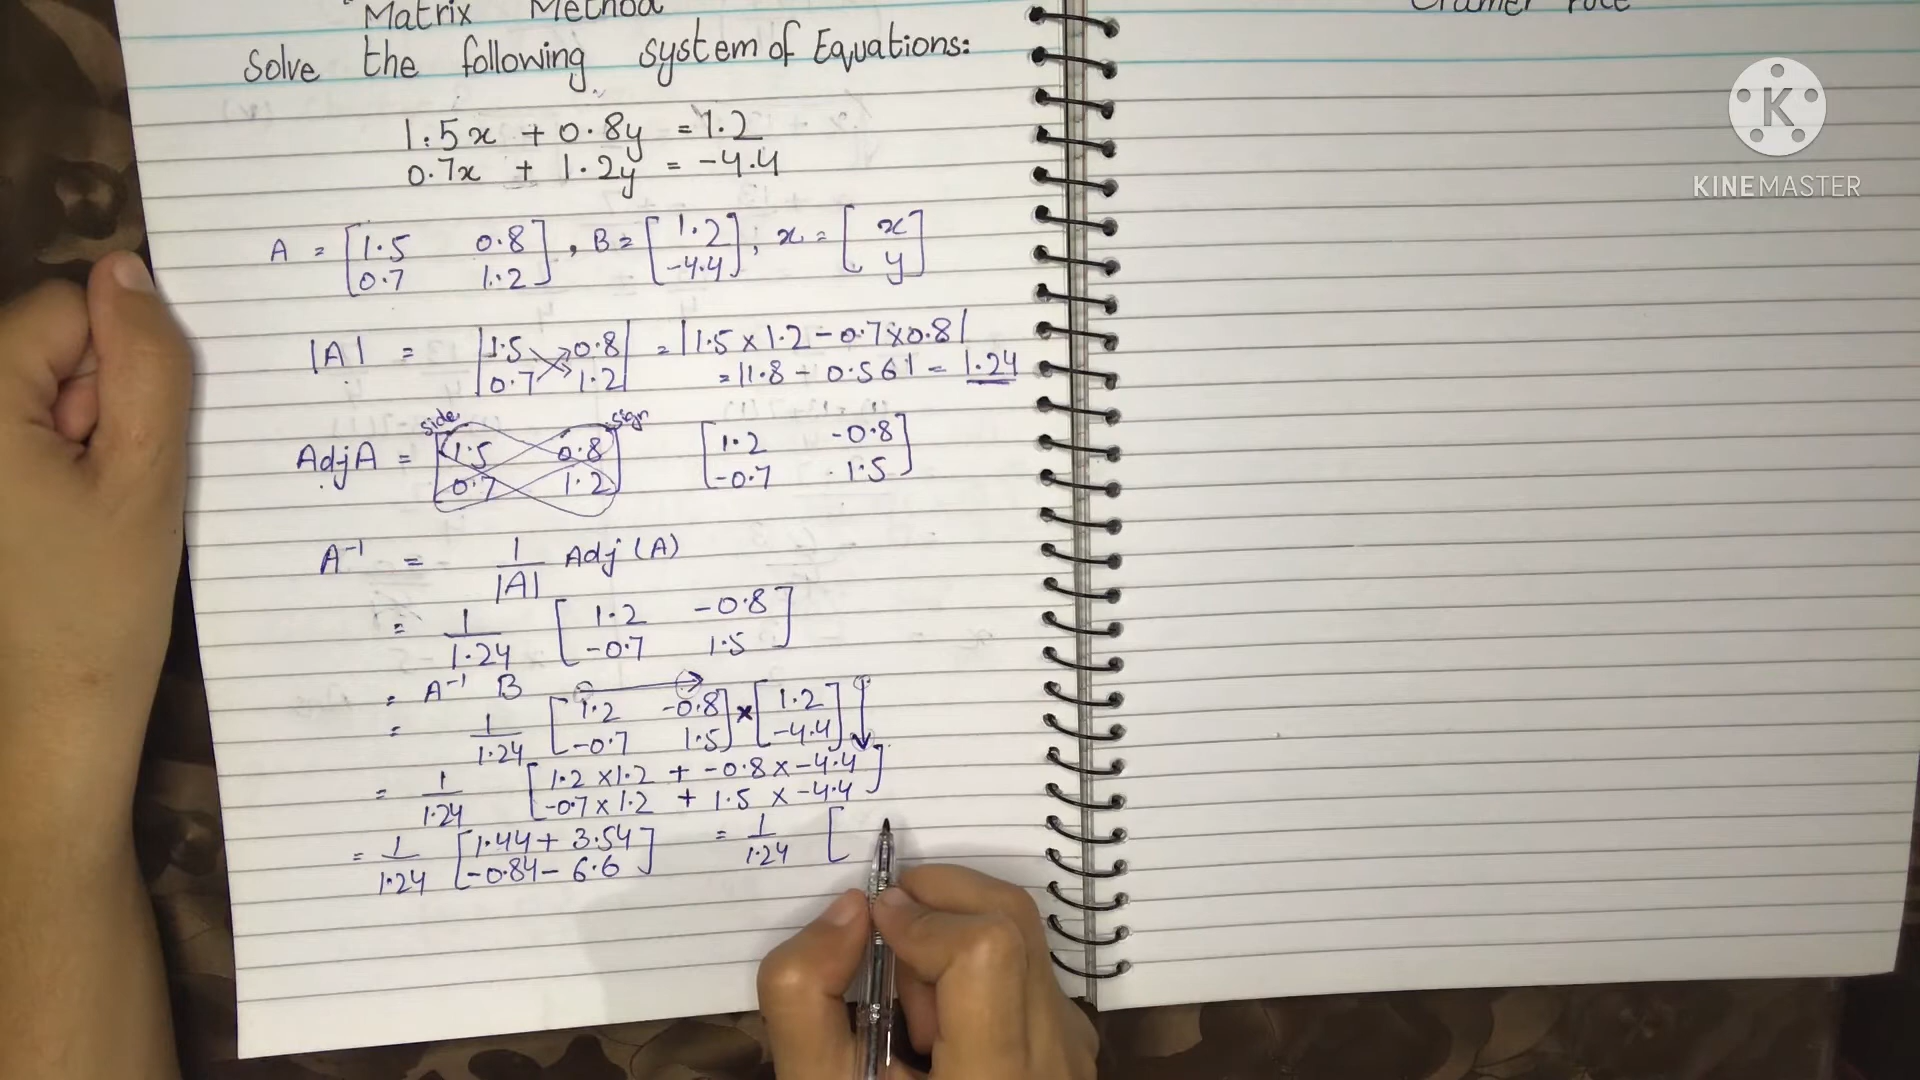 Matrix Method
Solve the following system of Equations:
1.5x + 0.8y = 1.2
0.7x + 1.2y = -4.4
A = [1.5 0.8], B = [1.2], x = [x]
[0.7 1.2] [-4.4] [y]
|A| = |1.5 0.8| = |1.5 x 1.2 - 0.7 x 0.8|
|0.7 1.2| = |1.8 - 0.56| = 1.24
side sign
AdjA = [1.5 0.8] [1.2 -0.8]
[0.7 1.2] [-0.7 1.5]
A⁻¹ = 1/|A| Adj (A)
= 1/1.24 [1.2 -0.8]
[-0.7 1.5]
= A⁻¹ B
= 1/1.24 [1.2 -0.8] x [1.2]
[-0.7 1.5] [-4.4]
= 1/1.24 [1.2 x 1.2 + -0.8 x -4.4]
[-0.7 x 1.2 + 1.5 x -4.4]
= 1/1.24 [1.44 + 3.54] = 1/1.24 [
[-0.84 - 6.6]
Cramer rule
KINEMASTER